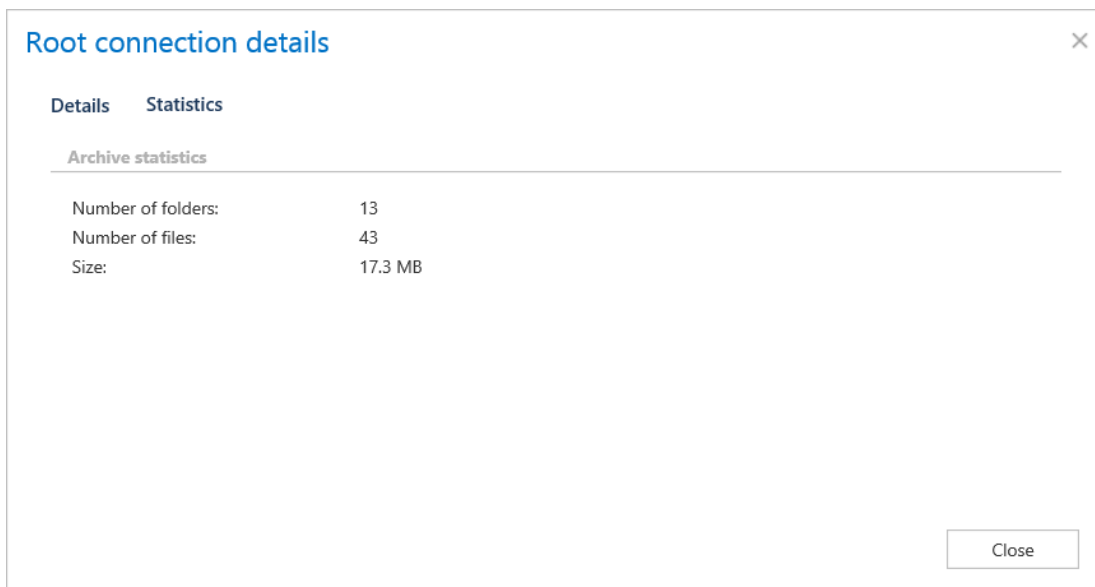 Root connection details
Details Statistics
Archive statistics
Number of folders: 13
Number of files: 43
Size: 17.3 MB
Close